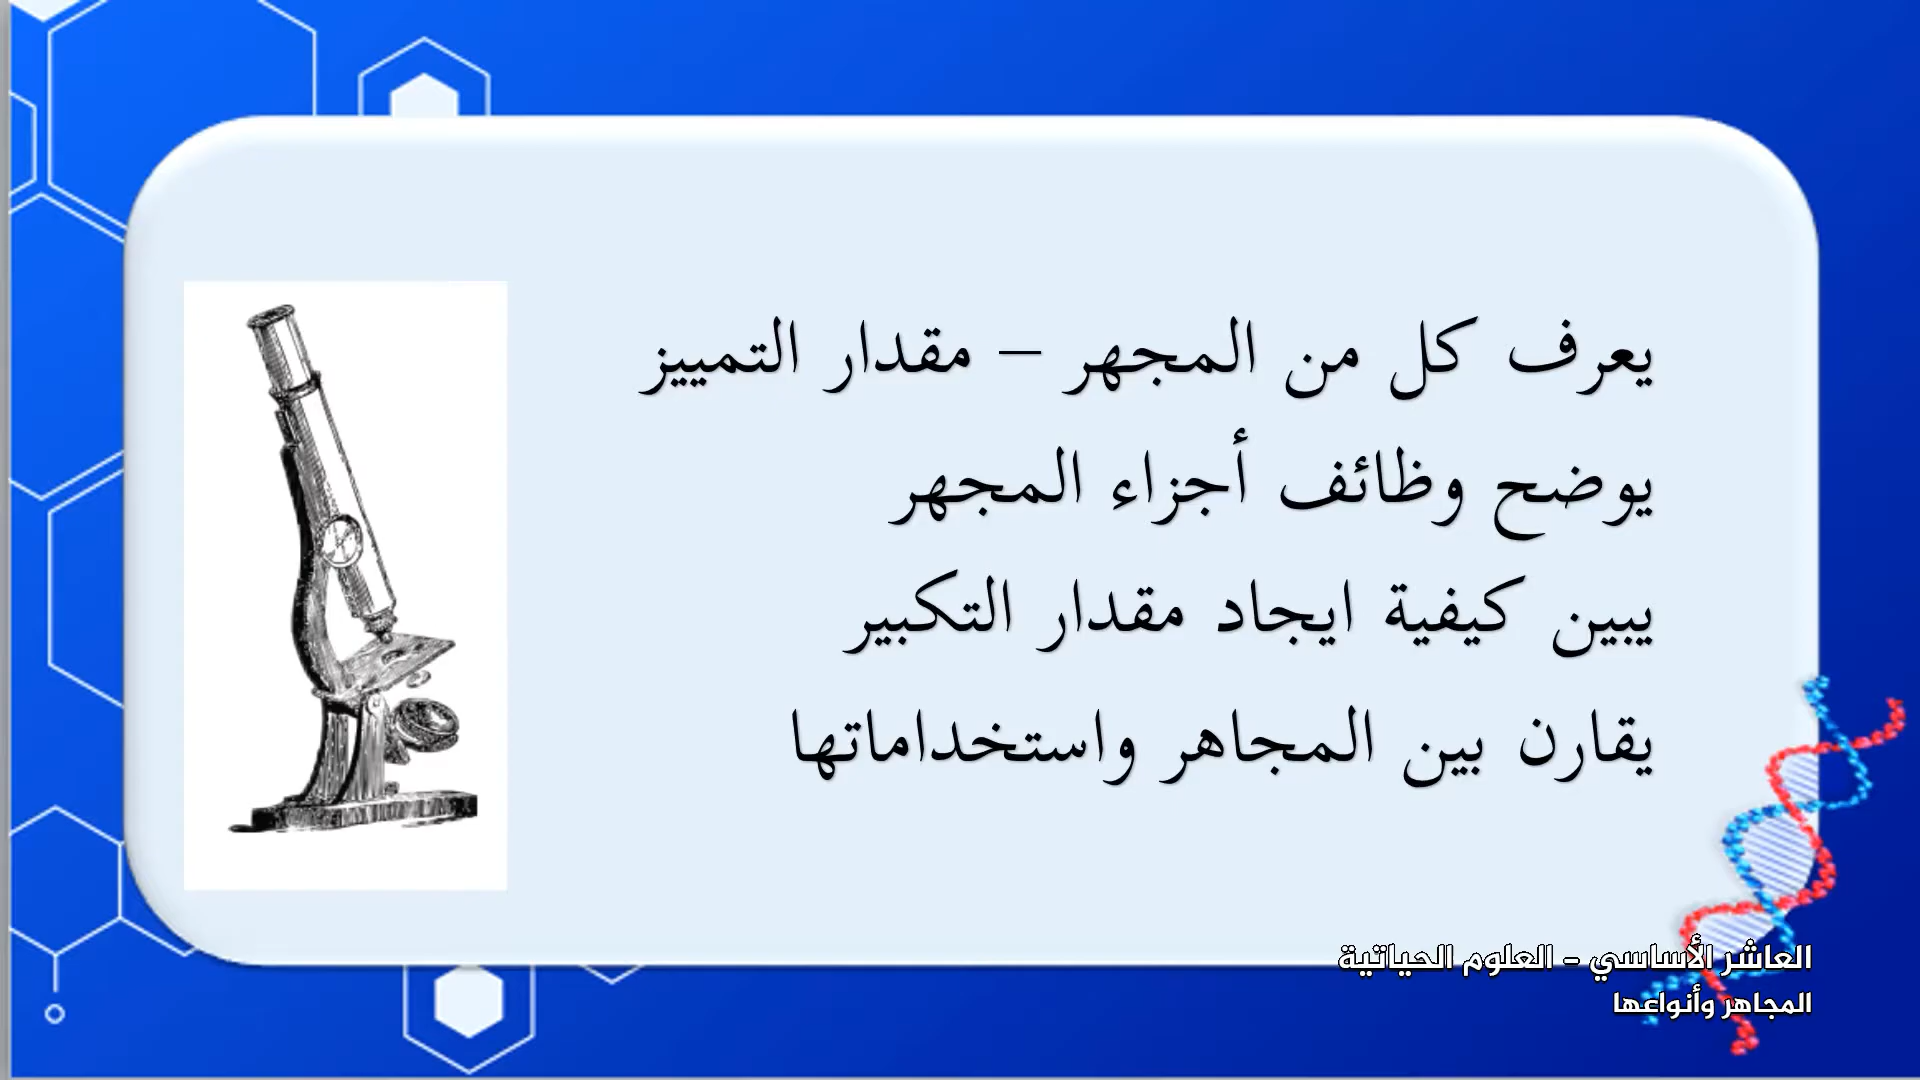 يعرف كل من المجهر – مقدار التمييز
يوضح وظائف أجزاء المجهر
يبين كيفية ايجاد مقدار التكبير
يقارن بين المجاهر واستخداماتها
العاشر الأساسي - العلوم الحياتية
المجاهر وأنواعها